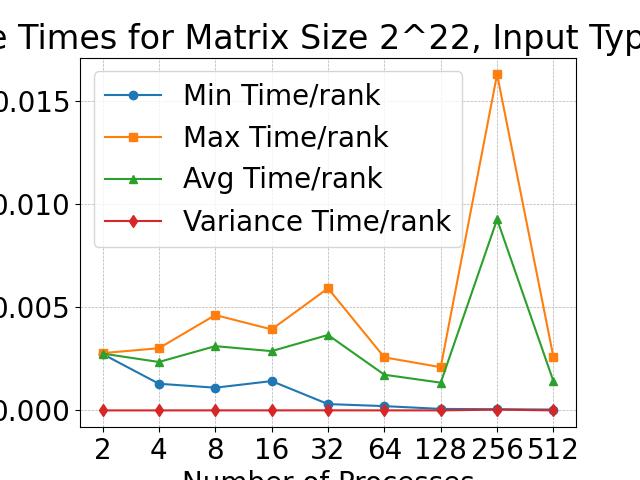 e Times for Matrix Size 2^22, Input Typ
Min Time/rank
Max Time/rank
Avg Time/rank
Variance Time/rank
0.015
0.010
0.005
0.000
2 4 8 16 32 64 128 256 512
Number of Processes